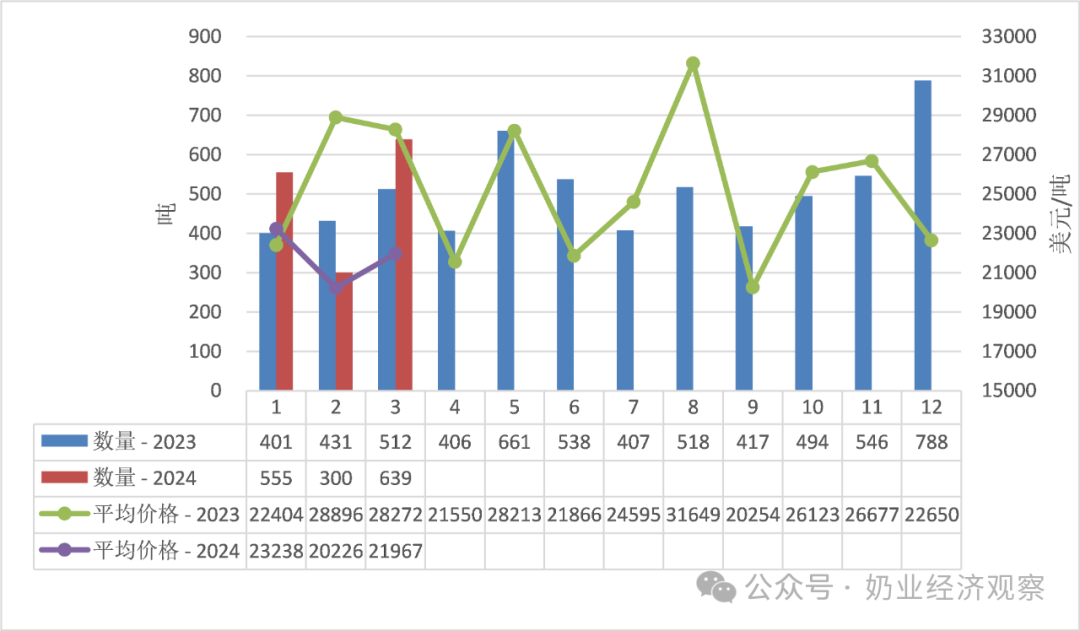 900 33000
800 31000
700 29000
600 27000
500 25000
400 23000
300 21000
200 19000
100 17000
0 15000
吨
美元/吨
1 2 3 4 5 6 7 8 9 10 11 12
数量 - 2023 401 431 512 406 661 538 407 518 417 494 546 788
数量 - 2024 555 300 639
平均价格 - 2023 22404 28896 28272 21550 28213 21866 24595 31649 20254 26123 26677 22650
平均价格 - 2024 23238 20226 21967
公众号 · 奶业经济观察